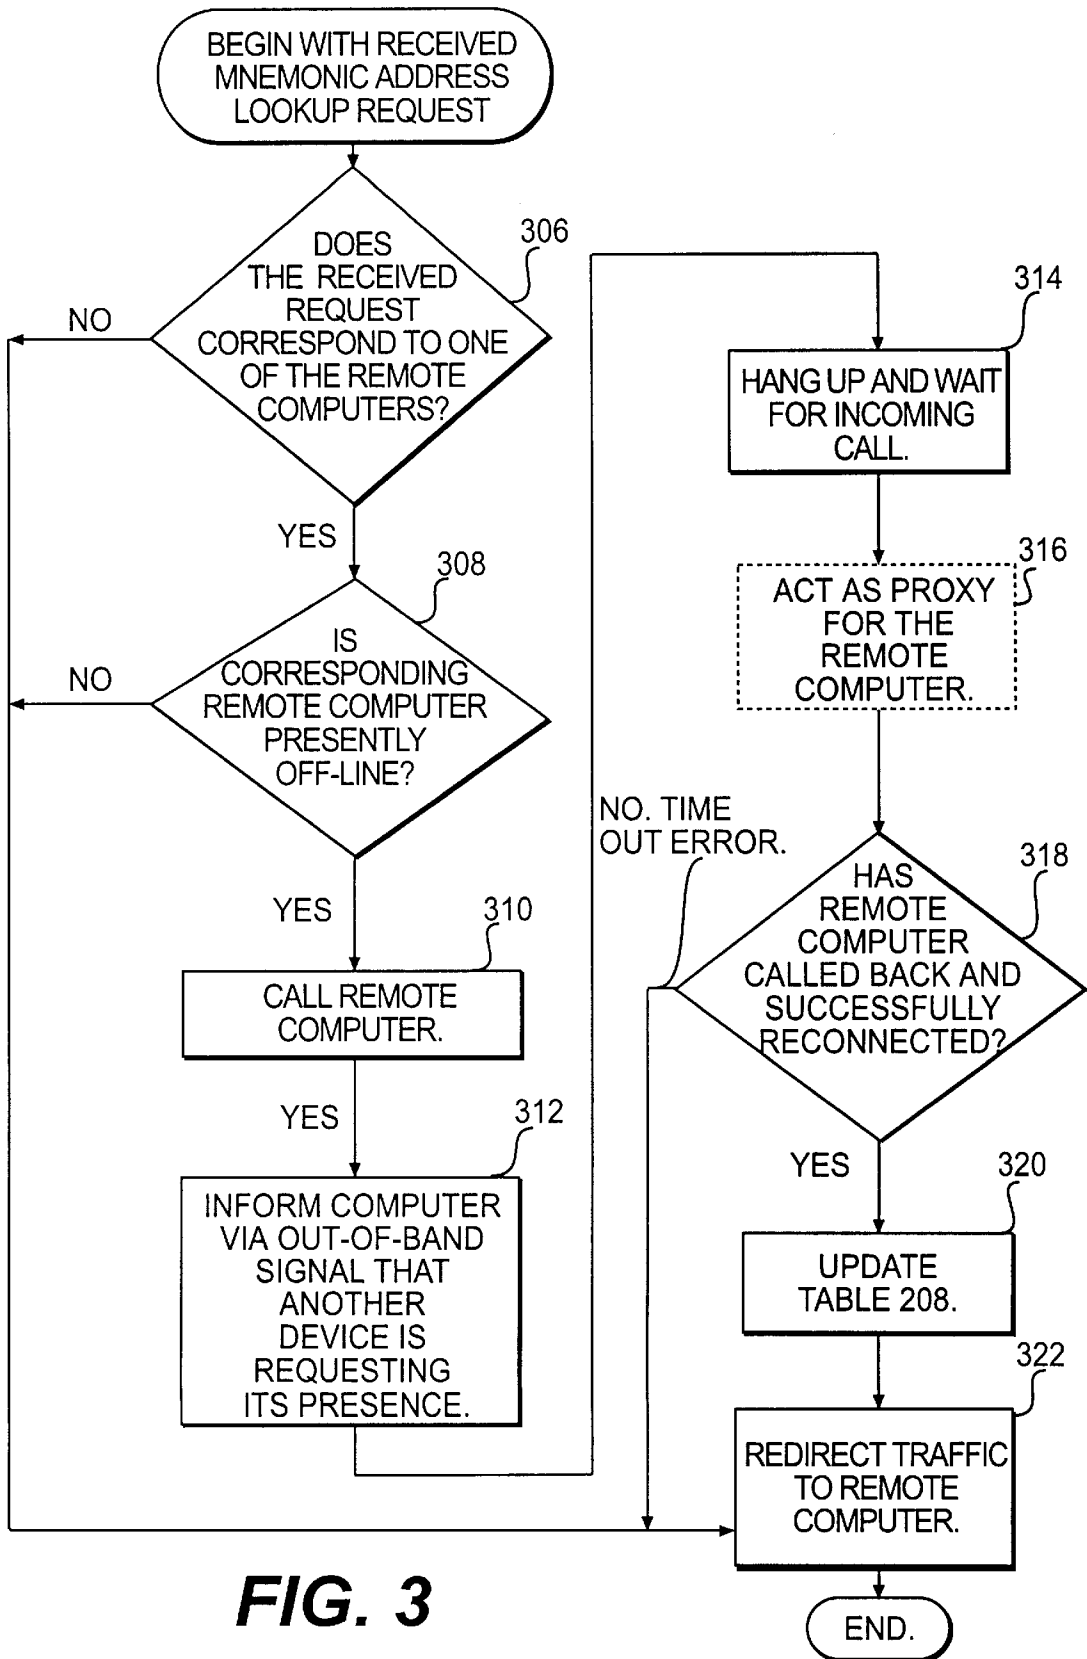 BEGIN WITH RECEIVED
MNEMONIC ADDRESS
LOOKUP REQUEST
306
DOES
THE RECEIVED
REQUEST
CORRESPOND TO ONE
OF THE REMOTE
COMPUTERS?
NO
YES
308
IS
CORRESPONDING
REMOTE COMPUTER
PRESENTLY
OFF-LINE?
NO
YES
310
CALL REMOTE
COMPUTER.
YES
312
INFORM COMPUTER
VIA OUT-OF-BAND
SIGNAL THAT
ANOTHER
DEVICE IS
REQUESTING
ITS PRESENCE.
314
HANG UP AND WAIT
FOR INCOMING
CALL.
316
ACT AS PROXY
FOR THE
REMOTE
COMPUTER.
NO. TIME
OUT ERROR.
318
HAS
REMOTE
COMPUTER
CALLED BACK AND
SUCCESSFULLY
RECONNECTED?
YES
320
UPDATE
TABLE 208.
322
REDIRECT TRAFFIC
TO REMOTE
COMPUTER.
END.
FIG. 3